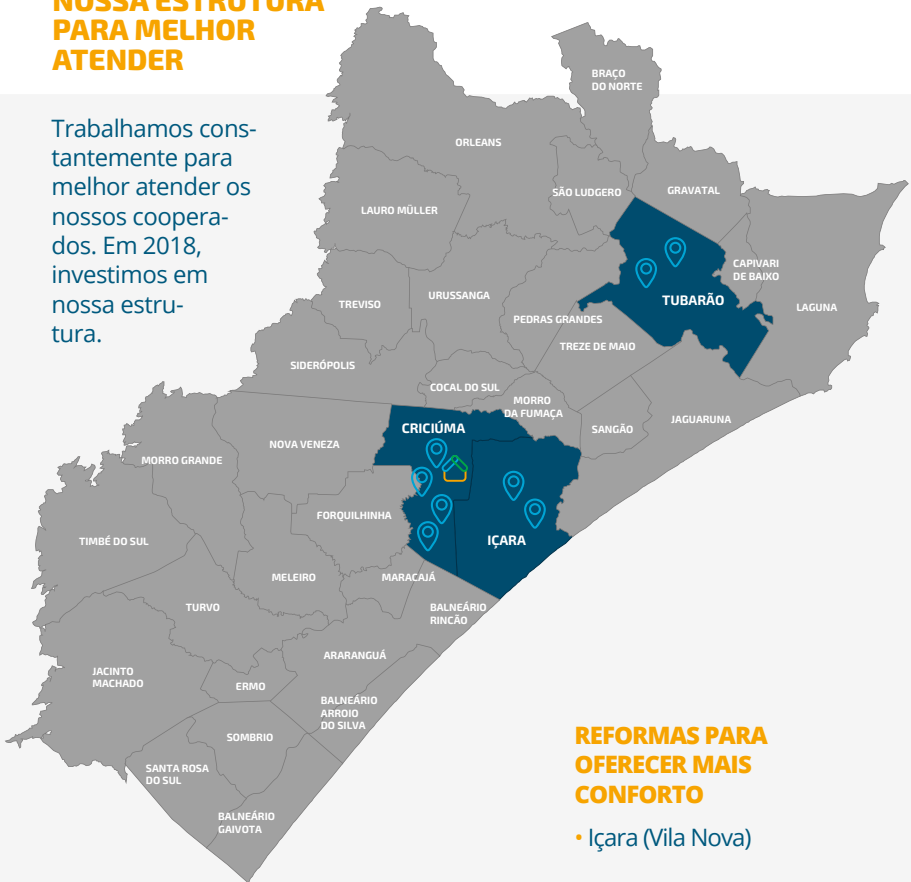 NOSSA ESTRUTURA
PARA MELHOR
ATENDER
Trabalhamos cons-
tantemente para
melhor atender os
nossos coopera-
dos. Em 2018,
investimos em
nossa estru-
tura.
BRAÇO
DO NORTE
ORLEANS
SÃO LUDGERO
GRAVATAL
LAURO MÜLLER
CAPIVARI
DE BAIXO
TREVISO
URUSSANGA
TUBARÃO
LAGUNA
PEDRAS GRANDES
TREZE DE MAIO
SIDERÓPOLIS
COCAL DO SUL
MORRO
DA FUMAÇA
JAGUARUNA
CRICIÚMA
SANGÃO
NOVA VENEZA
MORRO GRANDE
FORQUILHINHA
TIMBÉ DO SUL
IÇARA
MELEIRO
MARACAJÁ
TURVO
BALNEÁRIO
RINCÃO
ARARANGUÁ
JACINTO
MACHADO
ERMO
BALNEÁRIO
ARROIO
DO SILVA
SOMBRIO
SANTA ROSA
DO SUL
BALNEÁRIO
GAIVOTA
REFORMAS PARA
OFERECER MAIS
CONFORTO
• Içara (Vila Nova)